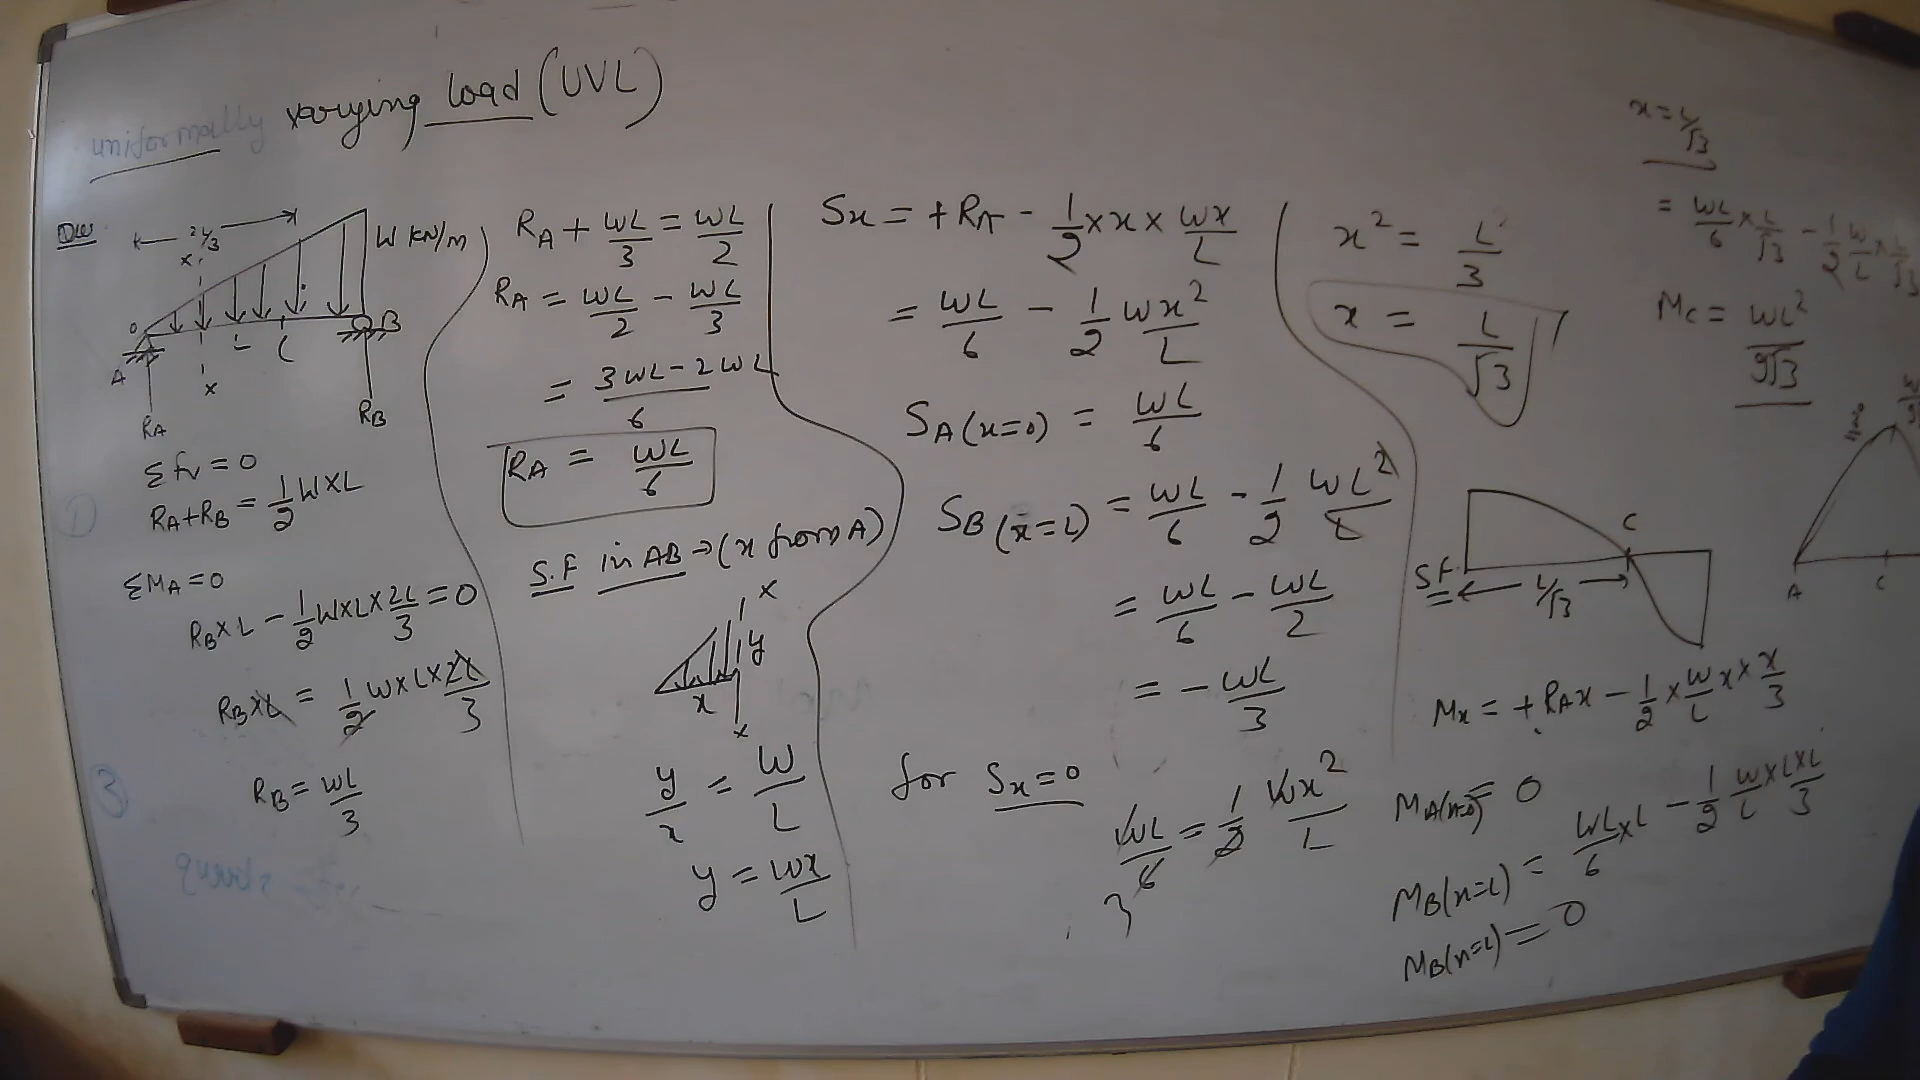 uniformally varying load (UVL)
DW
2L/3
x
W KN/m
O
B
L
C
A
x
RA
RB
Σfv = 0
RA+RB = 1/2 W×L
ΣMA = 0
RB×L - 1/2 W×L×2L/3 = 0
RB×L = 1/2 W×L×2L/3
RB = WL/3
RA + WL/3 = WL/2
RA = WL/2 - WL/3
= 3WL-2WL/6
RA = WL/6
S.F in AB → (x from A)
x
y
x
x
y/x = W/L
y = Wx/L
Sx = +RA - 1/2 × x × Wx/L
= WL/6 - 1/2 Wx²/L
SA (x=0) = WL/6
SB (x=L) = WL/6 - 1/2 WL²/L
= WL/6 - WL/2
= - WL/3
for Sx=0
WL/6 = 1/2 Wx²/L
3
x² = L²/3
x = L/√3
C
S.F
L/√3
Mx = +RAx - 1/2 × W/L x × x/3
MA(x=0) = 0
MB(x=L) = WL/6 ×L - 1/2 W/L ×L×L/3
MB(x=L) = 0
x = L/√3
= WL/6 × L/√3 - 1/2 W/L × L/√3
MC = WL²/9√3
A
C